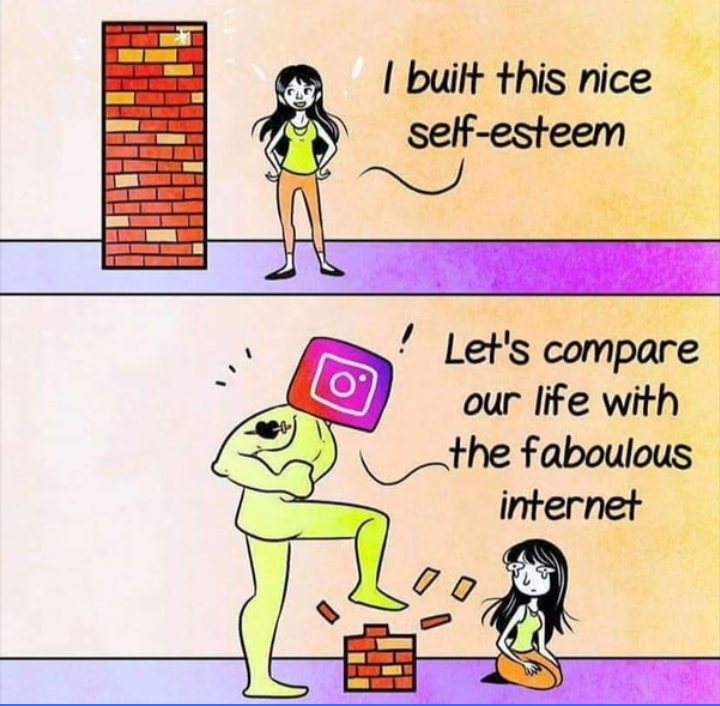 I built this nice
self-esteem
! Let's compare
our life with
the faboulous
internet